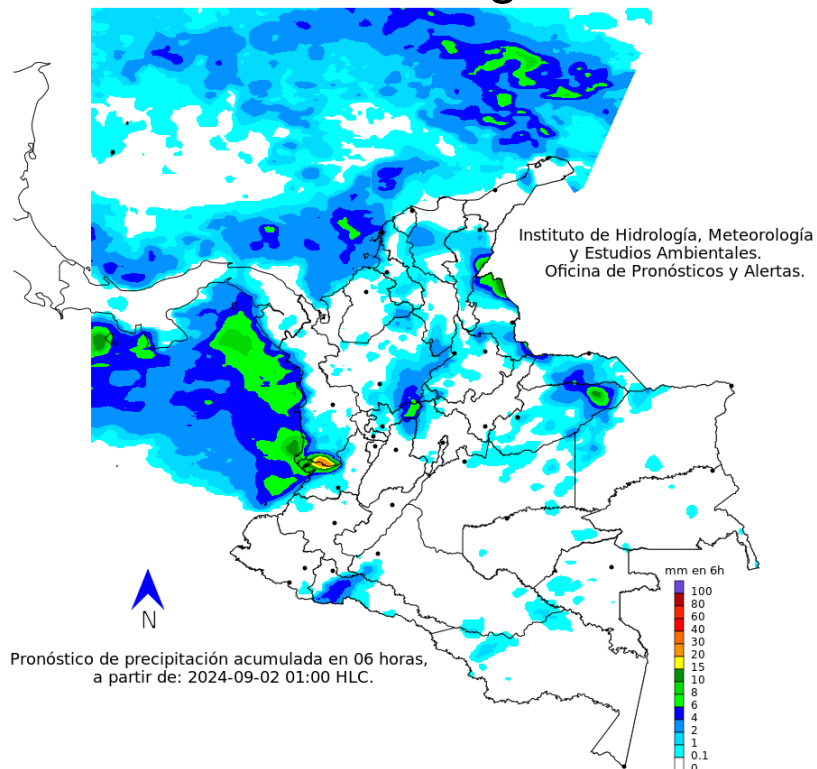 Instituto de Hidrología, Meteorología
y Estudios Ambientales.
Oficina de Pronósticos y Alertas.
N
Pronóstico de precipitación acumulada en 06 horas,
a partir de: 2024-09-02 01:00 HLC.
mm en 6h
100
80
60
40
30
20
15
10
8
6
4
2
1
0.1
0